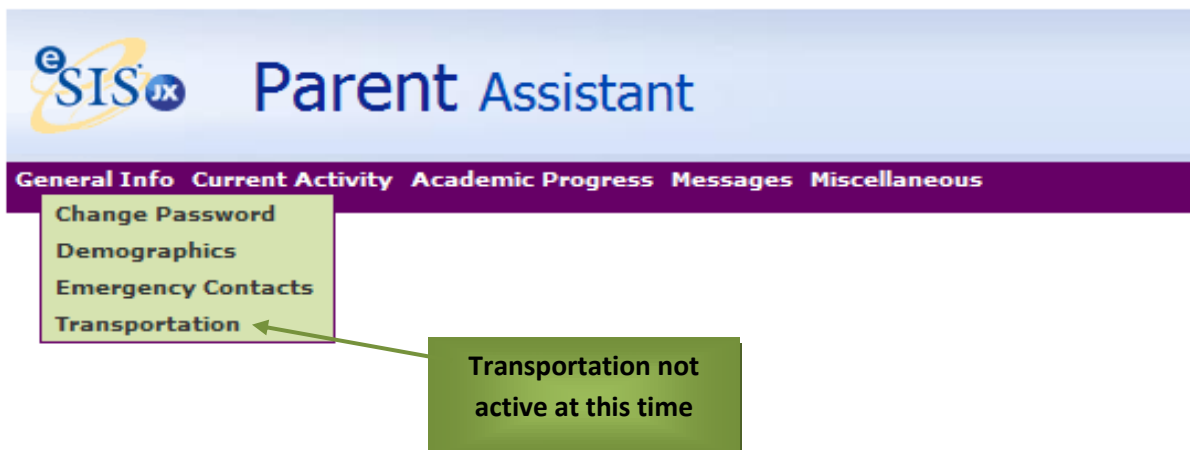 eSIS JX Parent Assistant
General Info Current Activity Academic Progress Messages Miscellaneous
Change Password
Demographics
Emergency Contacts
Transportation
Transportation not
active at this time